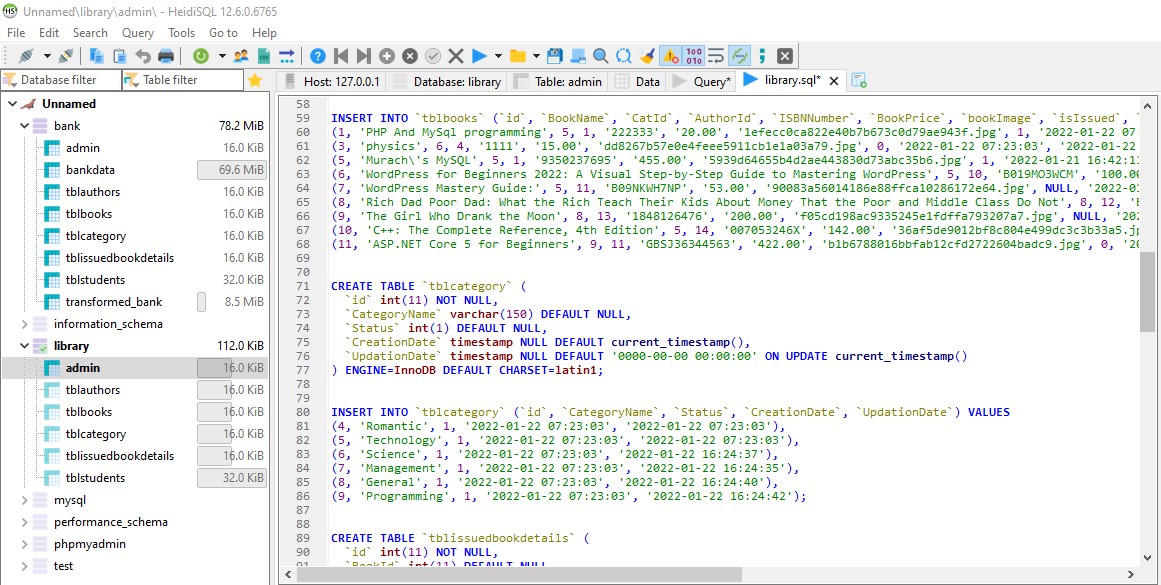 Unnamed\library\admin\ - HeidiSQL 12.6.0.6765
File Edit Search Query Tools Go to Help
Database filter Table filter
Host: 127.0.0.1 Database: library Table: admin Data Query* library.sql*
Unnamed
bank 78.2 MiB
admin 16.0 KiB
bankdata 69.6 MiB
tblauthors 16.0 KiB
tblbooks 16.0 KiB
tblcategory 16.0 KiB
tblissuedbookdetails 16.0 KiB
tblstudents 32.0 KiB
transformed_bank 8.5 MiB
information_schema
library 112.0 KiB
admin 16.0 KiB
tblauthors 16.0 KiB
tblbooks 16.0 KiB
tblcategory 16.0 KiB
tblissuedbookdetails 16.0 KiB
tblstudents 32.0 KiB
mysql
performance_schema
phpmyadmin
test
58
59 INSERT INTO `tblbooks` (`id`, `BookName`, `CatId`, `AuthorId`, `ISBNNumber`, `BookPrice`, `bookImage`, `isIssued`, `
60 (1, 'PHP And MySql programming', 5, 1, '222333', '20.00', '1efecc0ca822e40b7b673c0d79ae943f.jpg', 1, '2022-01-22 07
61 (3, 'physics', 6, 4, '1111', '15.00', 'dd8267b57e0e4feee5911cb1e1a03a79.jpg', 0, '2022-01-22 07:23:03', '2022-01-22
62 (5, 'Murach\'s MySQL', 5, 1, '9350237695', '455.00', '5939d64655b4d2ae443830d73abc35b6.jpg', 1, '2022-01-21 16:42:11
63 (6, 'WordPress for Beginners 2022: A Visual Step-by-Step Guide to Mastering WordPress', 5, 10, 'B019MO3WCM', '100.00
64 (7, 'WordPress Mastery Guide:', 5, 11, 'B09NKWH7NP', '53.00', '90083a56014186e88ffca10286172e64.jpg', NULL, '2022-01
65 (8, 'Rich Dad Poor Dad: What the Rich Teach Their Kids About Money That the Poor and Middle Class Do Not', 8, 12, '
66 (9, 'The Girl Who Drank the Moon', 8, 13, '1848126476', '200.00', 'f05cd198ac9335245e1fdffa793207a7.jpg', NULL, '202
67 (10, 'C++: The Complete Reference, 4th Edition', 5, 14, '007053246X', '142.00', '36af5de9012bf8c804e499dc3c3b33a5.jp
68 (11, 'ASP.NET Core 5 for Beginners', 9, 11, 'GBSJ36344563', '422.00', 'b1b6788016bbfab12cfd2722604badc9.jpg', 0, '20
69
70
71 CREATE TABLE `tblcategory` (
72 `id` int(11) NOT NULL,
73 `CategoryName` varchar(150) DEFAULT NULL,
74 `Status` int(1) DEFAULT NULL,
75 `CreationDate` timestamp NULL DEFAULT current_timestamp(),
76 `UpdationDate` timestamp NULL DEFAULT '0000-00-00 00:00:00' ON UPDATE current_timestamp()
77 ) ENGINE=InnoDB DEFAULT CHARSET=latin1;
78
79
80 INSERT INTO `tblcategory` (`id`, `CategoryName`, `Status`, `CreationDate`, `UpdationDate`) VALUES
81 (4, 'Romantic', 1, '2022-01-22 07:23:03', '2022-01-22 07:23:03'),
82 (5, 'Technology', 1, '2022-01-22 07:23:03', '2022-01-22 07:23:03'),
83 (6, 'Science', 1, '2022-01-22 07:23:03', '2022-01-22 16:24:37'),
84 (7, 'Management', 1, '2022-01-22 07:23:03', '2022-01-22 16:24:35'),
85 (8, 'General', 1, '2022-01-22 07:23:03', '2022-01-22 16:24:40'),
86 (9, 'Programming', 1, '2022-01-22 07:23:03', '2022-01-22 16:24:42');
87
88
89 CREATE TABLE `tblissuedbookdetails` (
90 `id` int(11) NOT NULL,
91 `BookId` int(11) DEFAULT NULL